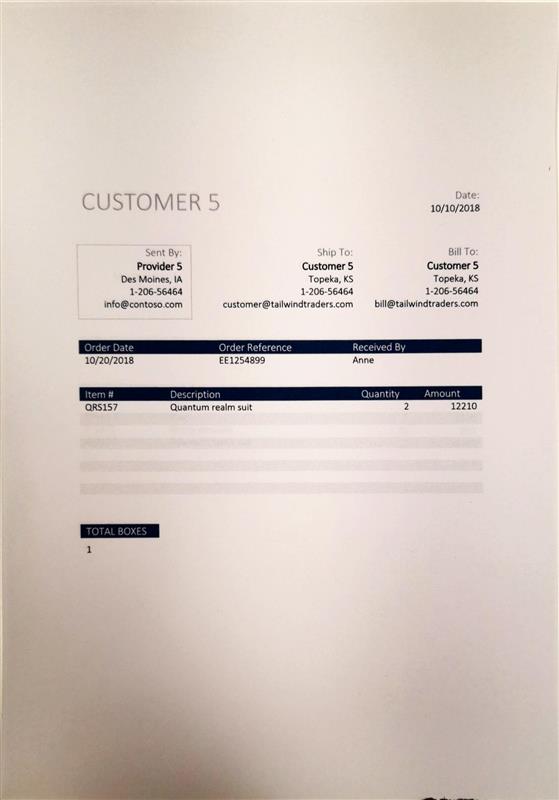 CUSTOMER 5
Date:
10/10/2018
Sent By:
Provider 5
Des Moines, IA
1-206-56464
info@contoso.com
Ship To:
Customer 5
Topeka, KS
1-206-56464
customer@tailwindtraders.com
Bill To:
Customer 5
Topeka, KS
1-206-56464
bill@tailwindtraders.com
Order Date Order Reference Received By
10/20/2018 EE1254899 Anne
Item # Description Quantity Amount
QRS157 Quantum realm suit 2 12210
TOTAL BOXES
1